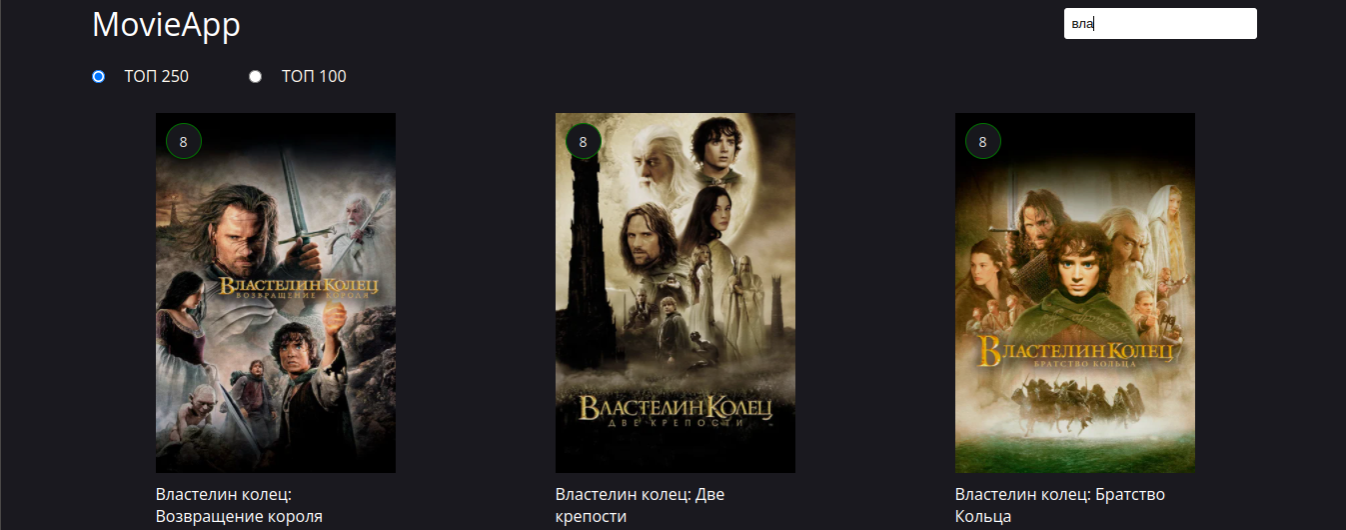 MovieApp
вла
ТОП 250
ТОП 100
8
8
8
ВЛАСТЕЛИН КОЛЕЦ
ВОЗВРАЩЕНИЕ КОРОЛЯ
ВЛАСТЕЛИН КОЛЕЦ
ДВЕ КРЕПОСТИ
ВЛАСТЕЛИН КОЛЕЦ
БРАТСТВО КОЛЬЦА
Властелин колец:
Возвращение короля
Властелин колец: Две
крепости
Властелин колец: Братство
Кольца